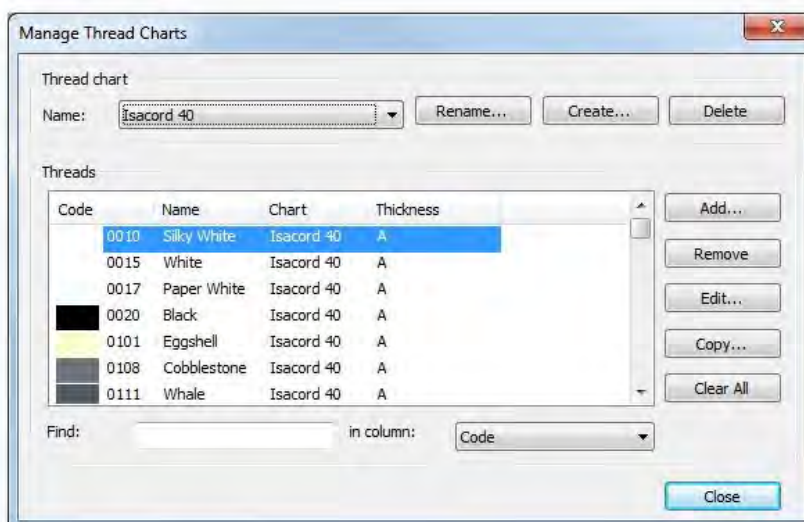 Manage Thread Charts
Thread chart
Name: Isacord 40 Rename... Create... Delete
Threads
Code Name Chart Thickness Add...
0010 Silky White Isacord 40 A
0015 White Isacord 40 A Remove
0017 Paper White Isacord 40 A
0020 Black Isacord 40 A Edit...
0101 Eggshell Isacord 40 A
0108 Cobblestone Isacord 40 A Copy...
0111 Whale Isacord 40 A Clear All
Find: in column: Code
Close